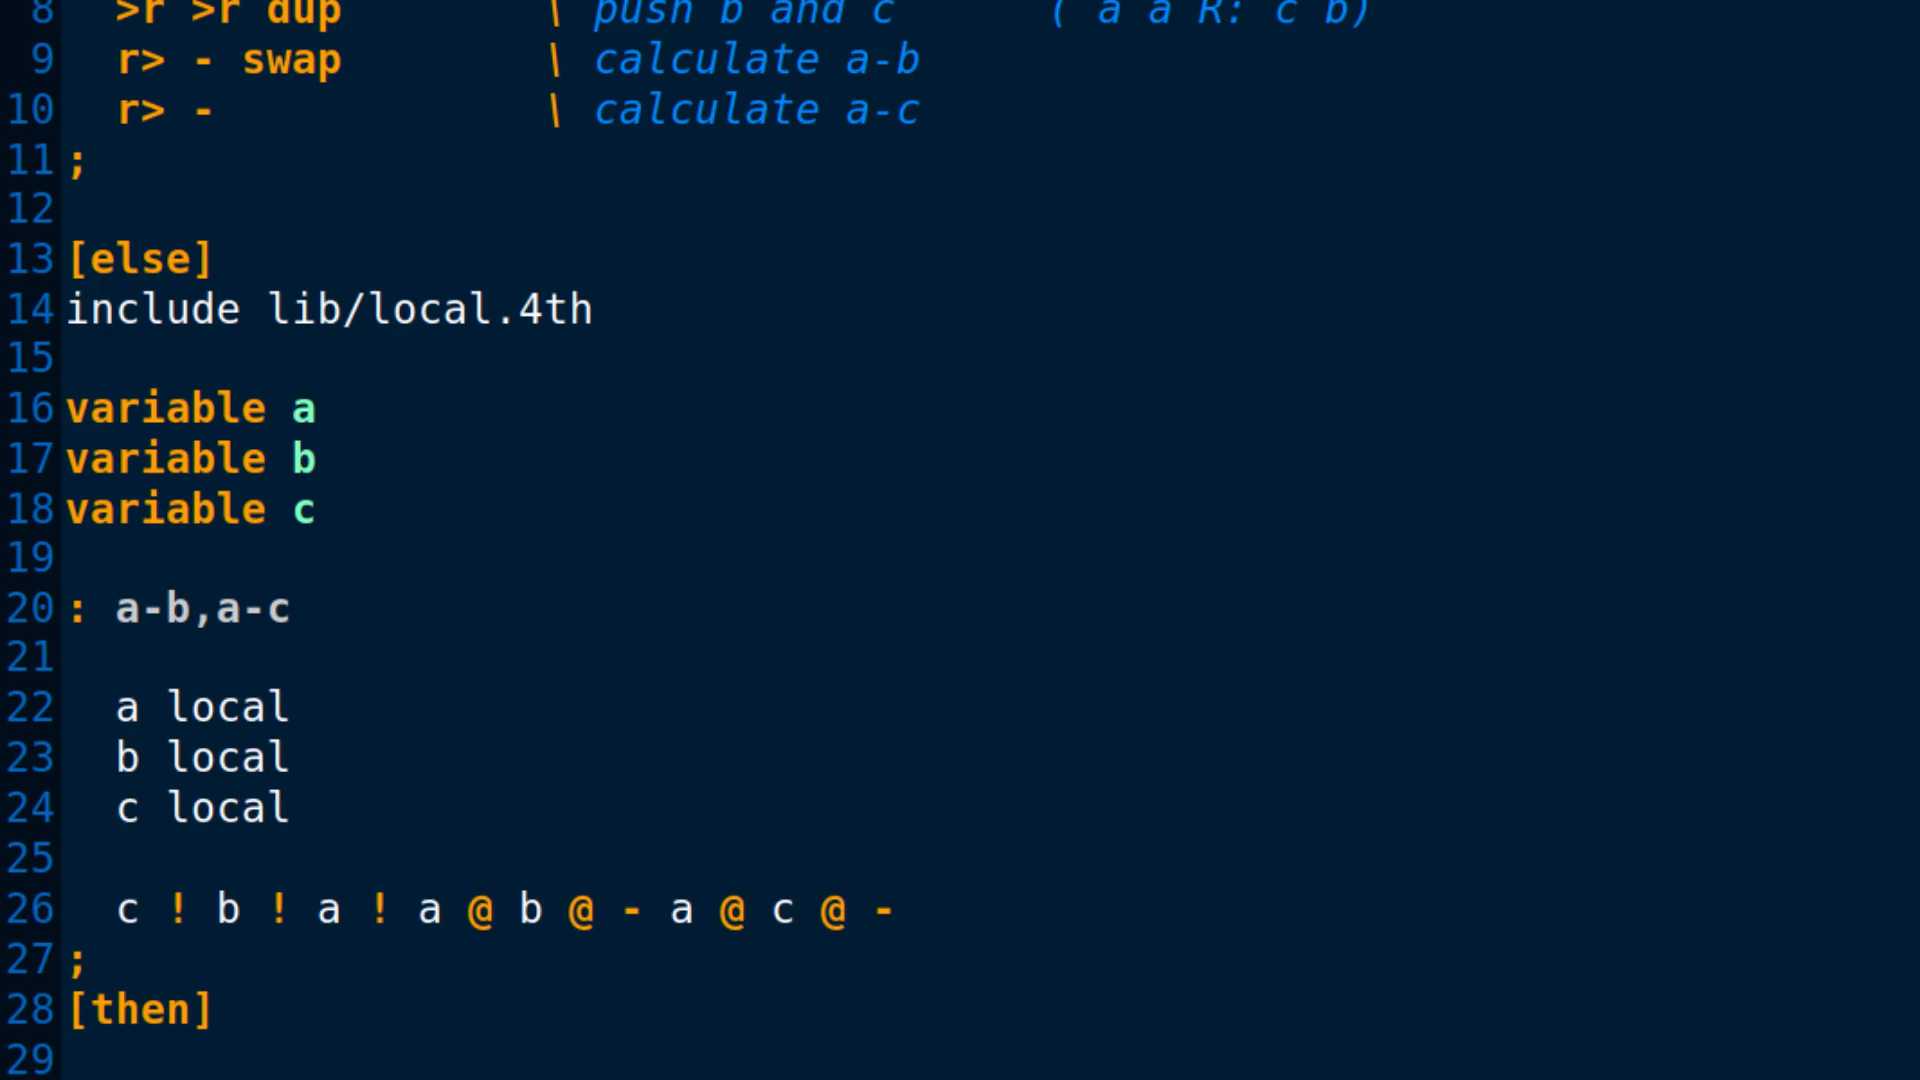 8 >r >r dup \ push b and c ( a a R: c b)
9 r> - swap \ calculate a-b
10 r> - \ calculate a-c
11 ;
12
13 [else]
14 include lib/local.4th
15
16 variable a
17 variable b
18 variable c
19
20 : a-b,a-c
21
22 a local
23 b local
24 c local
25
26 c ! b ! a ! a @ b @ - a @ c @ -
27 ;
28 [then]
29